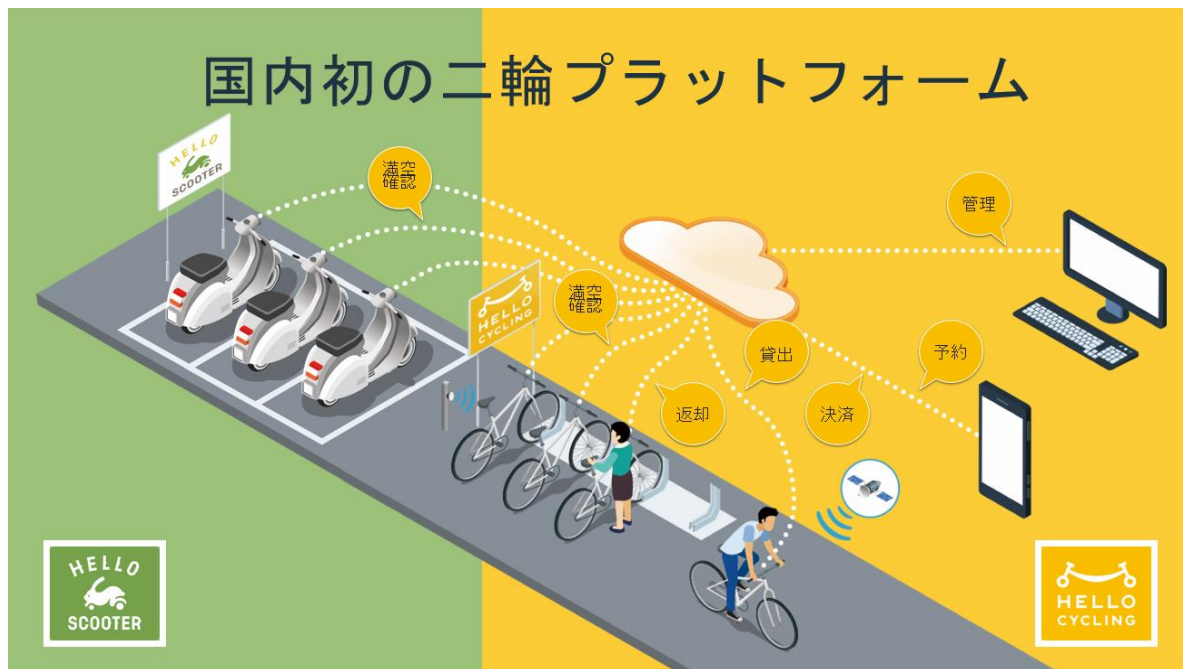 国内初の二輪プラットフォーム
HELLO
SCOOTER
満空
確認
管理
HELLO
CYCLING
満空
確認
貸出
予約
返却
決済
HELLO
SCOOTER
HELLO
CYCLING